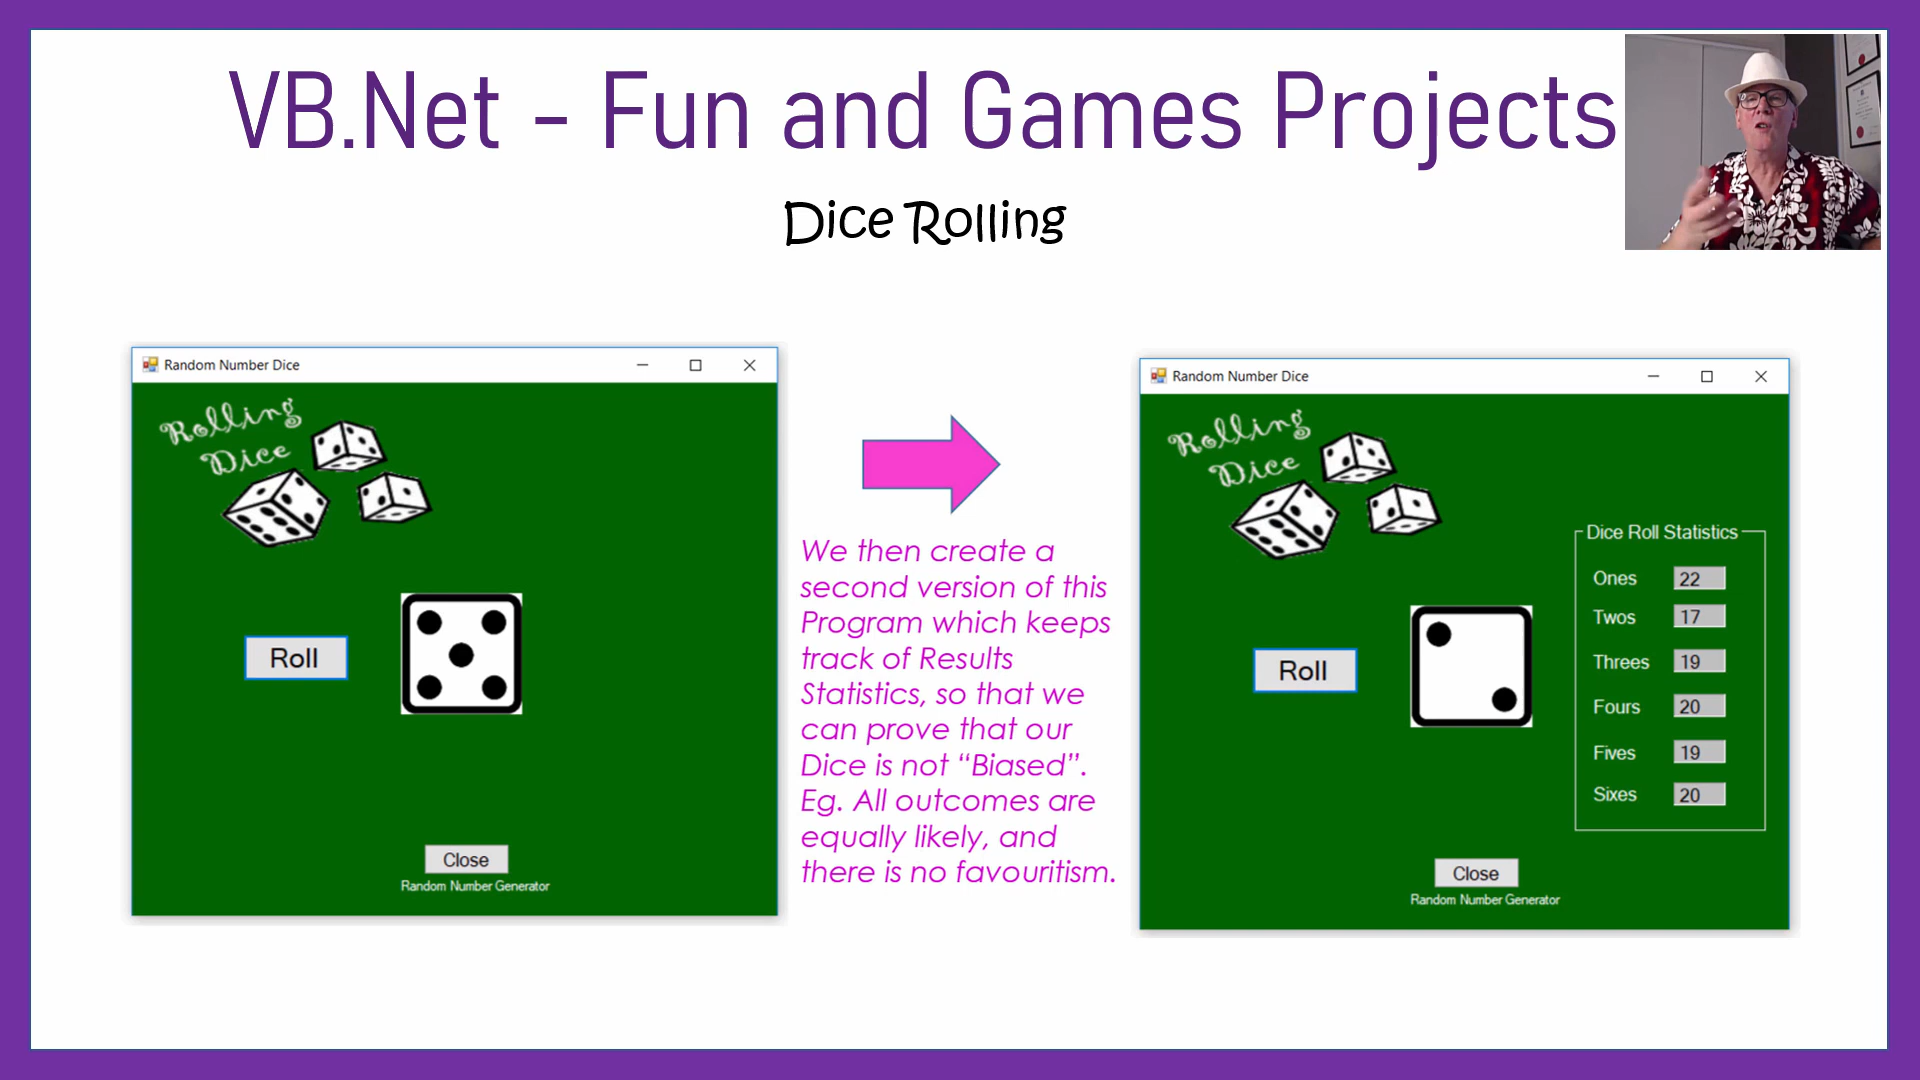 VB.Net - Fun and Games Projects
Dice Rolling
Random Number Dice
Rolling
Dice
Roll
Close
Random Number Generator
We then create a
second version of this
Program which keeps
track of Results
Statistics, so that we
can prove that our
Dice is not “Biased”.
Eg. All outcomes are
equally likely, and
there is no favouritism.
Random Number Dice
Rolling
Dice
Roll
Dice Roll Statistics
Ones 22
Twos 17
Threes 19
Fours 20
Fives 19
Sixes 20
Close
Random Number Generator